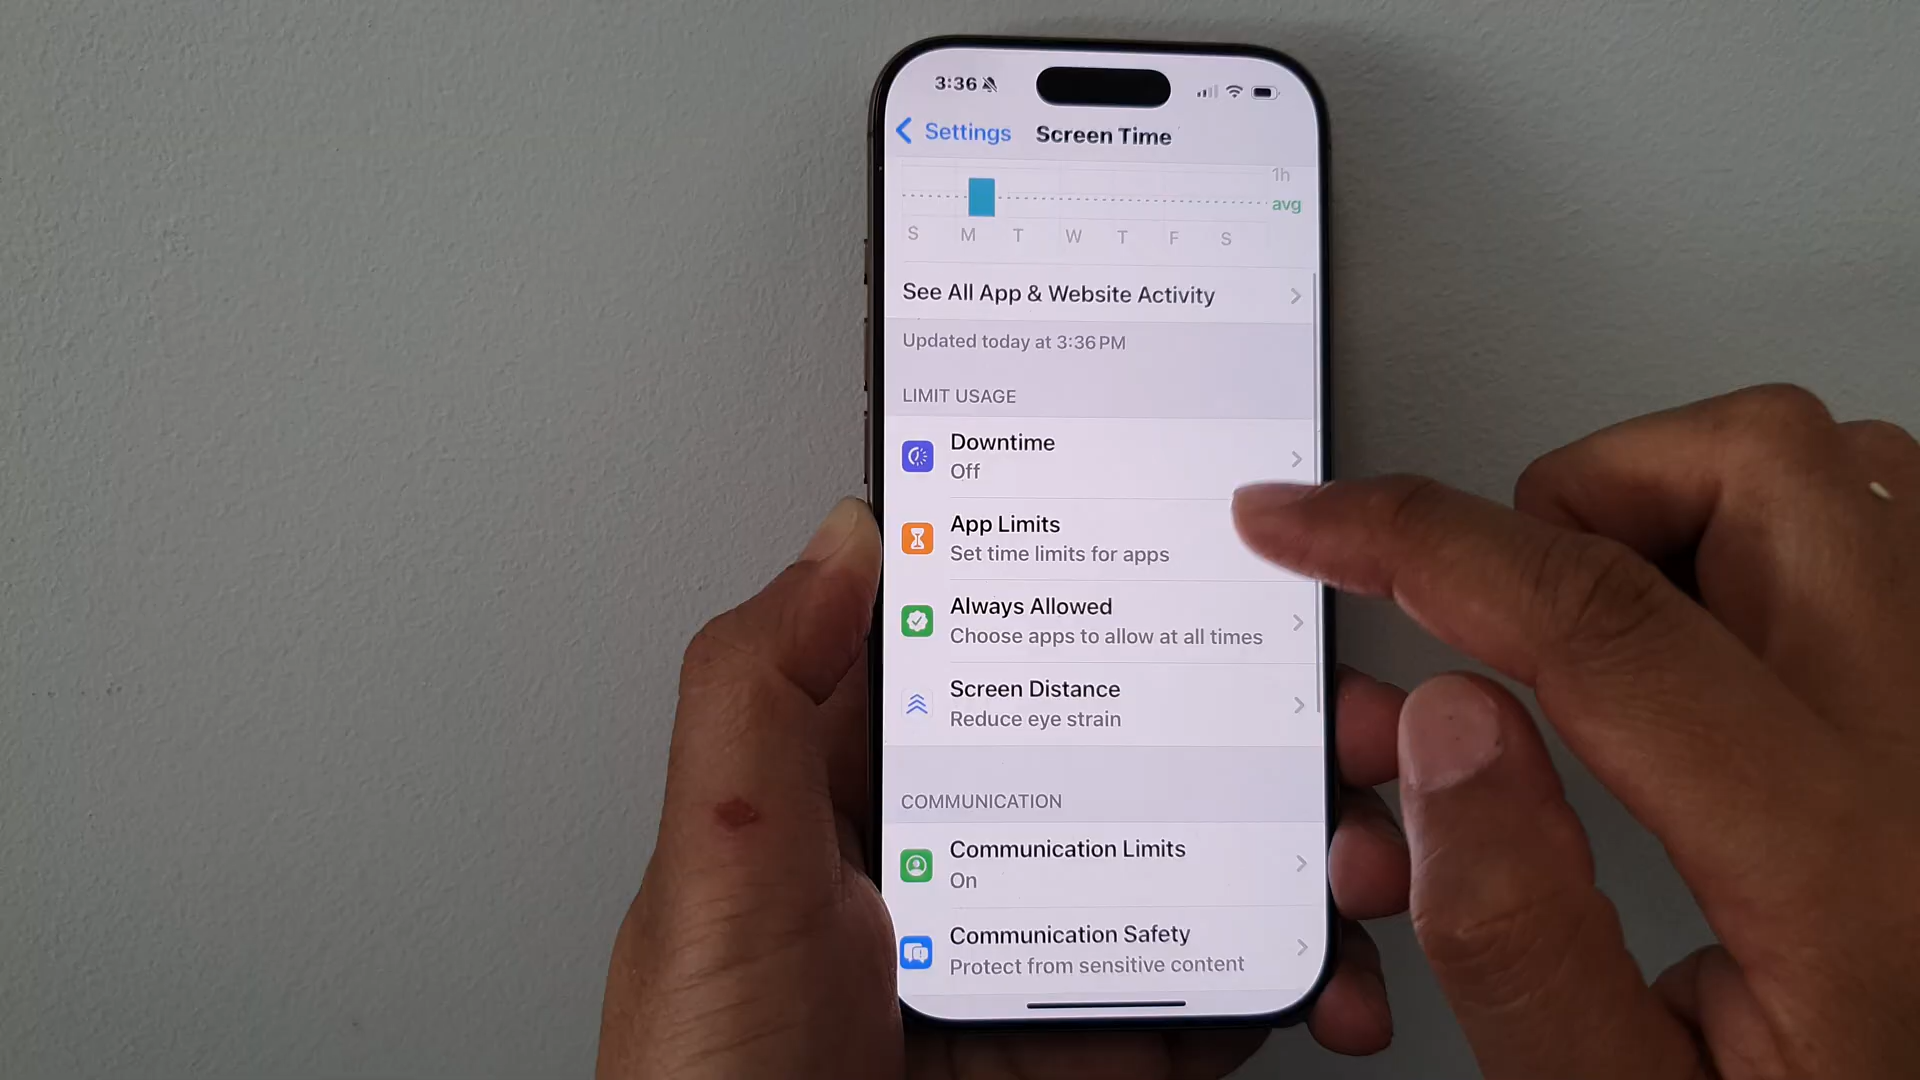 3:36
Settings
Screen Time
1h
avg
S M T W T F S
See All App & Website Activity
Updated today at 3:36 PM
LIMIT USAGE
Downtime
Off
App Limits
Set time limits for apps
Always Allowed
Choose apps to allow at all times
Screen Distance
Reduce eye strain
COMMUNICATION
Communication Limits
On
Communication Safety
Protect from sensitive content